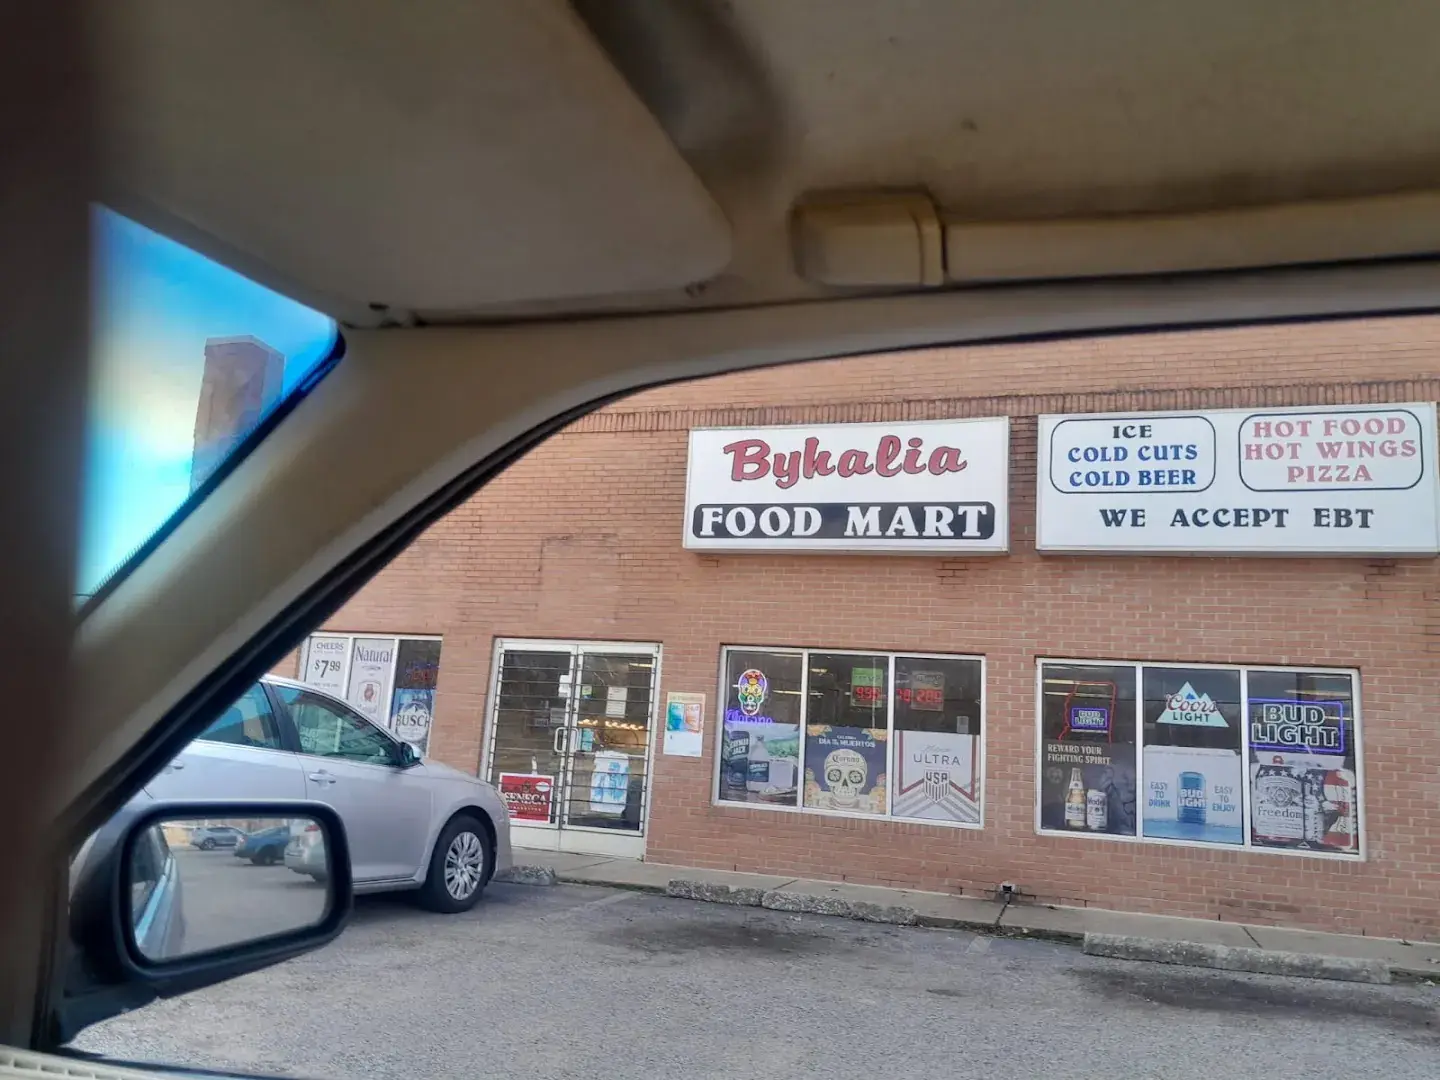 Byhalia
FOOD MART
ICE
COLD CUTS
COLD BEER
HOT FOOD
HOT WINGS
PIZZA
WE ACCEPT EBT
CHEERS
$7.99
Natural
BUSCH
SENECA
DIA DE MUERTOS
ULTRA
USA
BUD
LIGHT
REWARD YOUR
FIGHTING SPIRIT
Coors
LIGHT
EASY
TO
DRINK
BUD
LIGHT
EASY
TO
ENJOY
BUD
LIGHT
Freedom